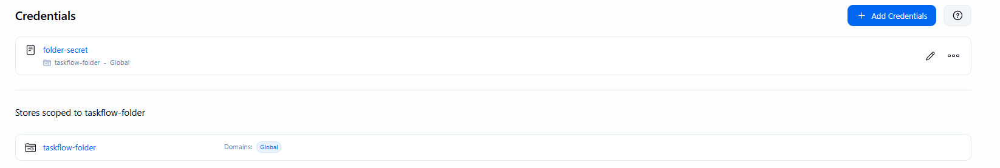 Credentials
+ Add Credentials
folder-secret
taskflow-folder - Global
Stores scoped to taskflow-folder
taskflow-folder
Domains: Global